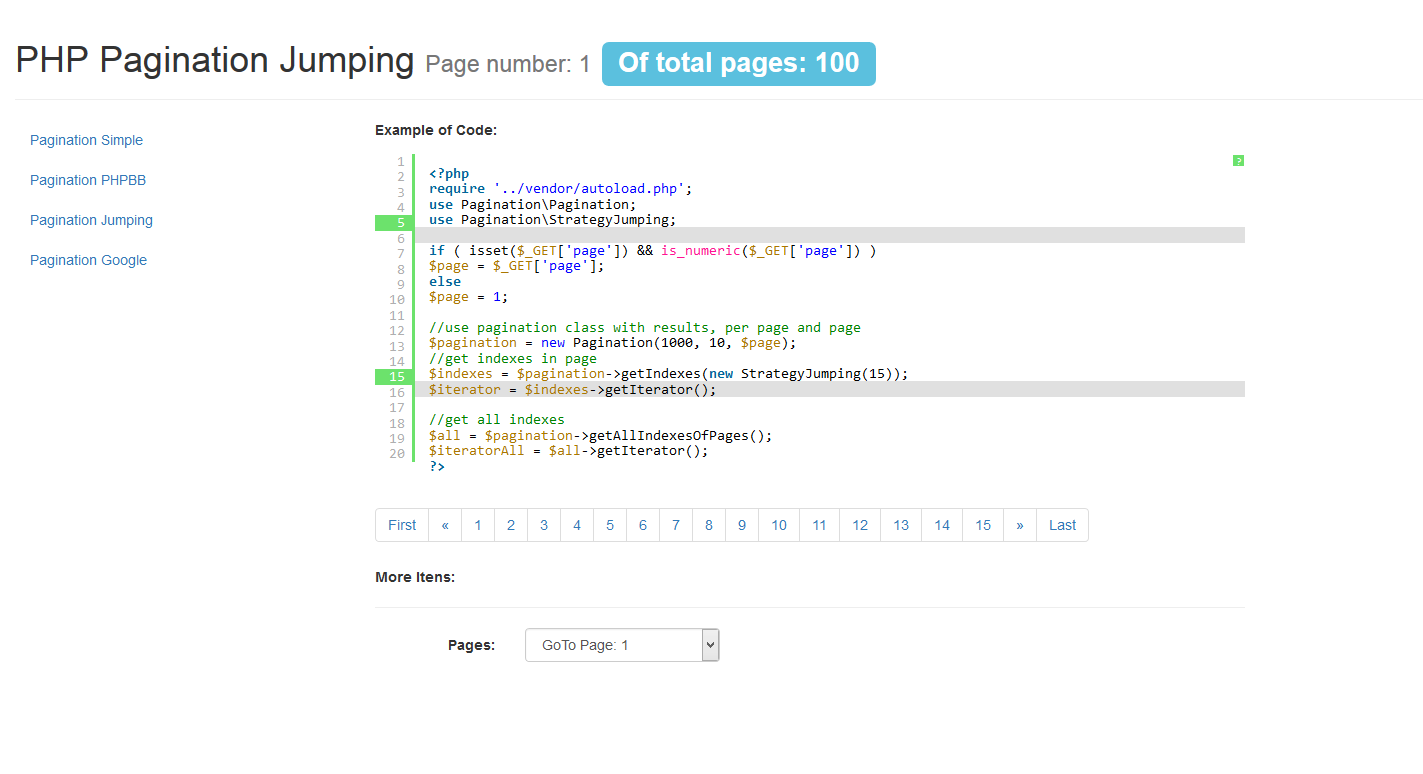 PHP Pagination Jumping Page number: 1 Of total pages: 100
Pagination Simple
Pagination PHPBB
Pagination Jumping
Pagination Google
Example of Code:
?
1
2 <?php
3 require '../vendor/autoload.php';
4 use Pagination\Pagination;
5 use Pagination\StrategyJumping;
6
7 if ( isset($_GET['page']) && is_numeric($_GET['page']) )
8 $page = $_GET['page'];
9 else
10 $page = 1;
11
12 //use pagination class with results, per page and page
13 $pagination = new Pagination(1000, 10, $page);
14 //get indexes in page
15 $indexes = $pagination->getIndexes(new StrategyJumping(15));
16 $iterator = $indexes->getIterator();
17
18 //get all indexes
19 $all = $pagination->getAllIndexesOfPages();
20 $iteratorAll = $all->getIterator();
?>
First « 1 2 3 4 5 6 7 8 9 10 11 12 13 14 15 » Last
More Itens:
Pages: GoTo Page: 1